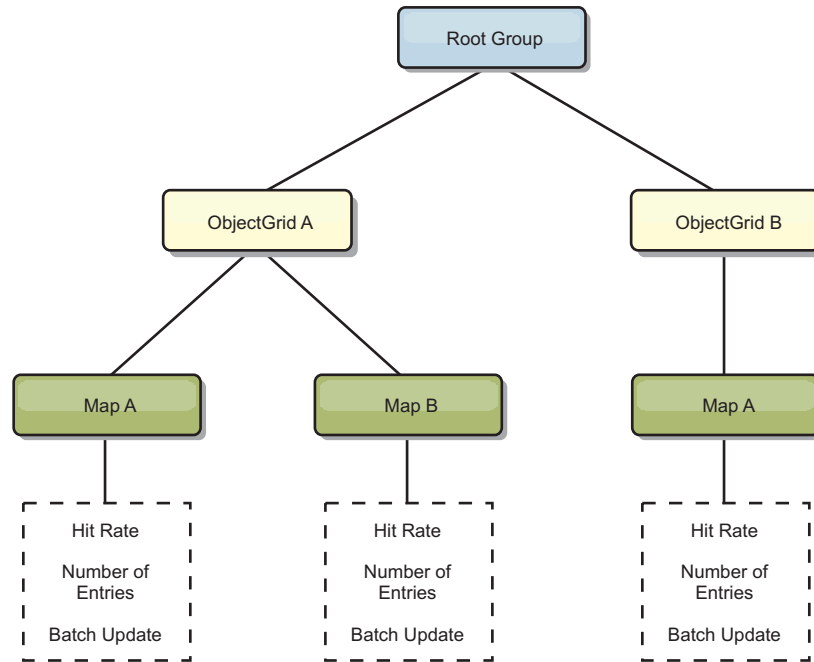 Root Group
ObjectGrid A
ObjectGrid B
Map A
Map B
Map A
Hit Rate
Number of
Entries
Batch Update
Hit Rate
Number of
Entries
Batch Update
Hit Rate
Number of
Entries
Batch Update